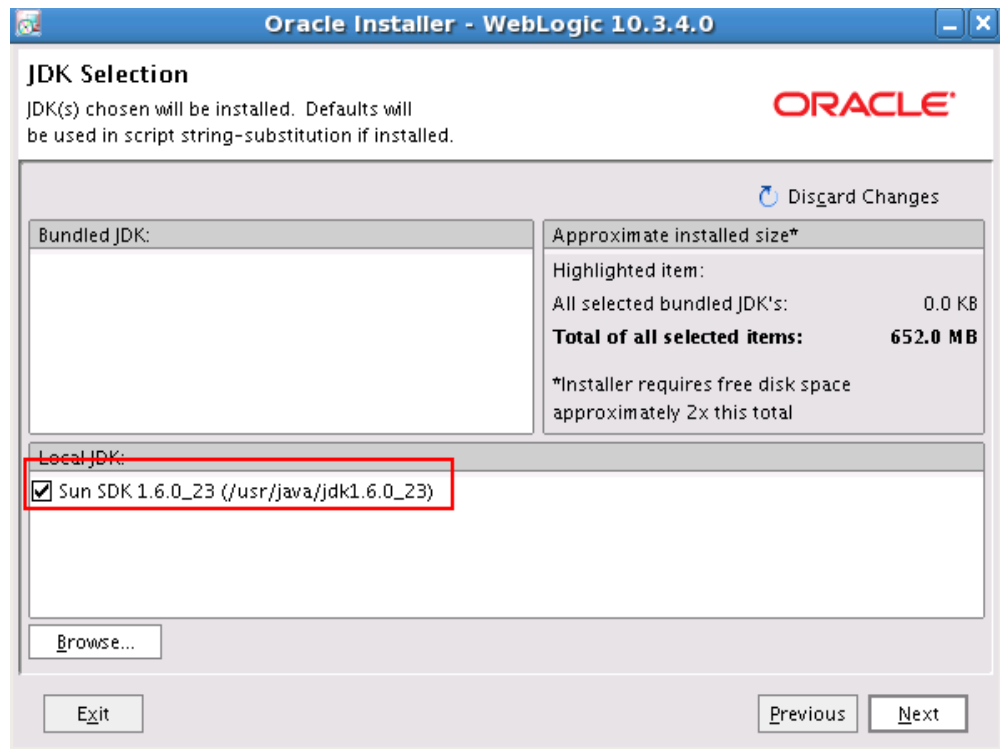 Oracle Installer - WebLogic 10.3.4.0
JDK Selection
JDK(s) chosen will be installed. Defaults will
be used in script string-substitution if installed.
ORACLE
Discard Changes
Bundled JDK:
Approximate installed size*
Highlighted item:
All selected bundled JDK's: 0.0 KB
Total of all selected items: 652.0 MB
*Installer requires free disk space
approximately 2x this total
Local JDK:
Sun SDK 1.6.0_23 (/usr/java/jdk1.6.0_23)
Browse...
Exit
Previous
Next